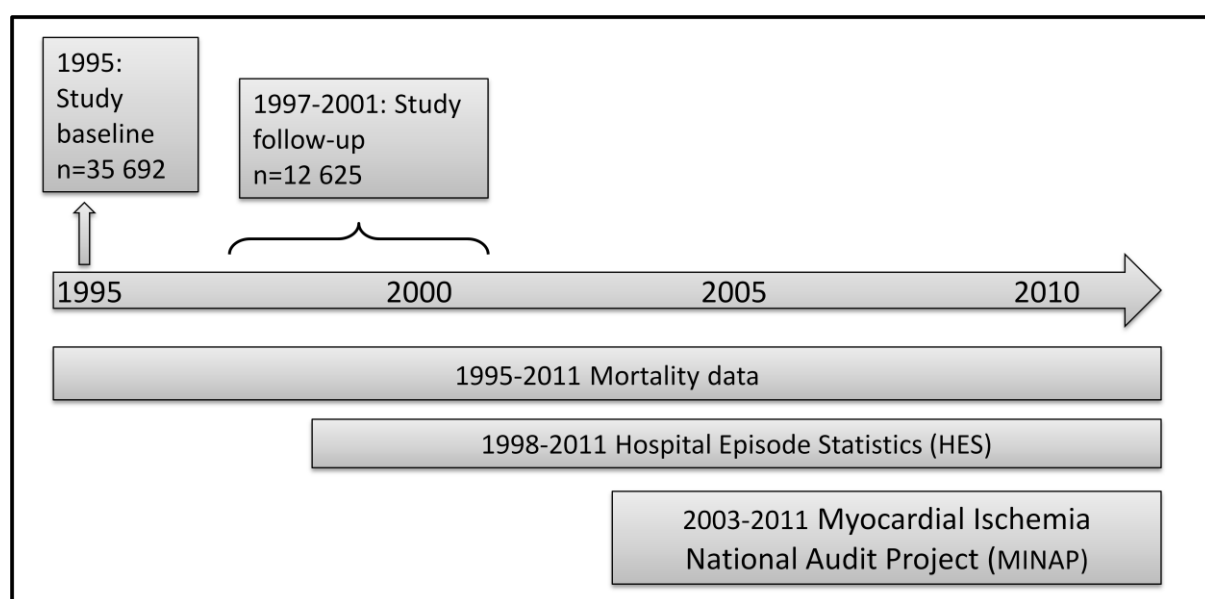 1995:
Study
baseline
n=35 692
1997-2001: Study
follow-up
n=12 625
1995 2000 2005 2010
1995-2011 Mortality data
1998-2011 Hospital Episode Statistics (HES)
2003-2011 Myocardial Ischemia
National Audit Project (MINAP)